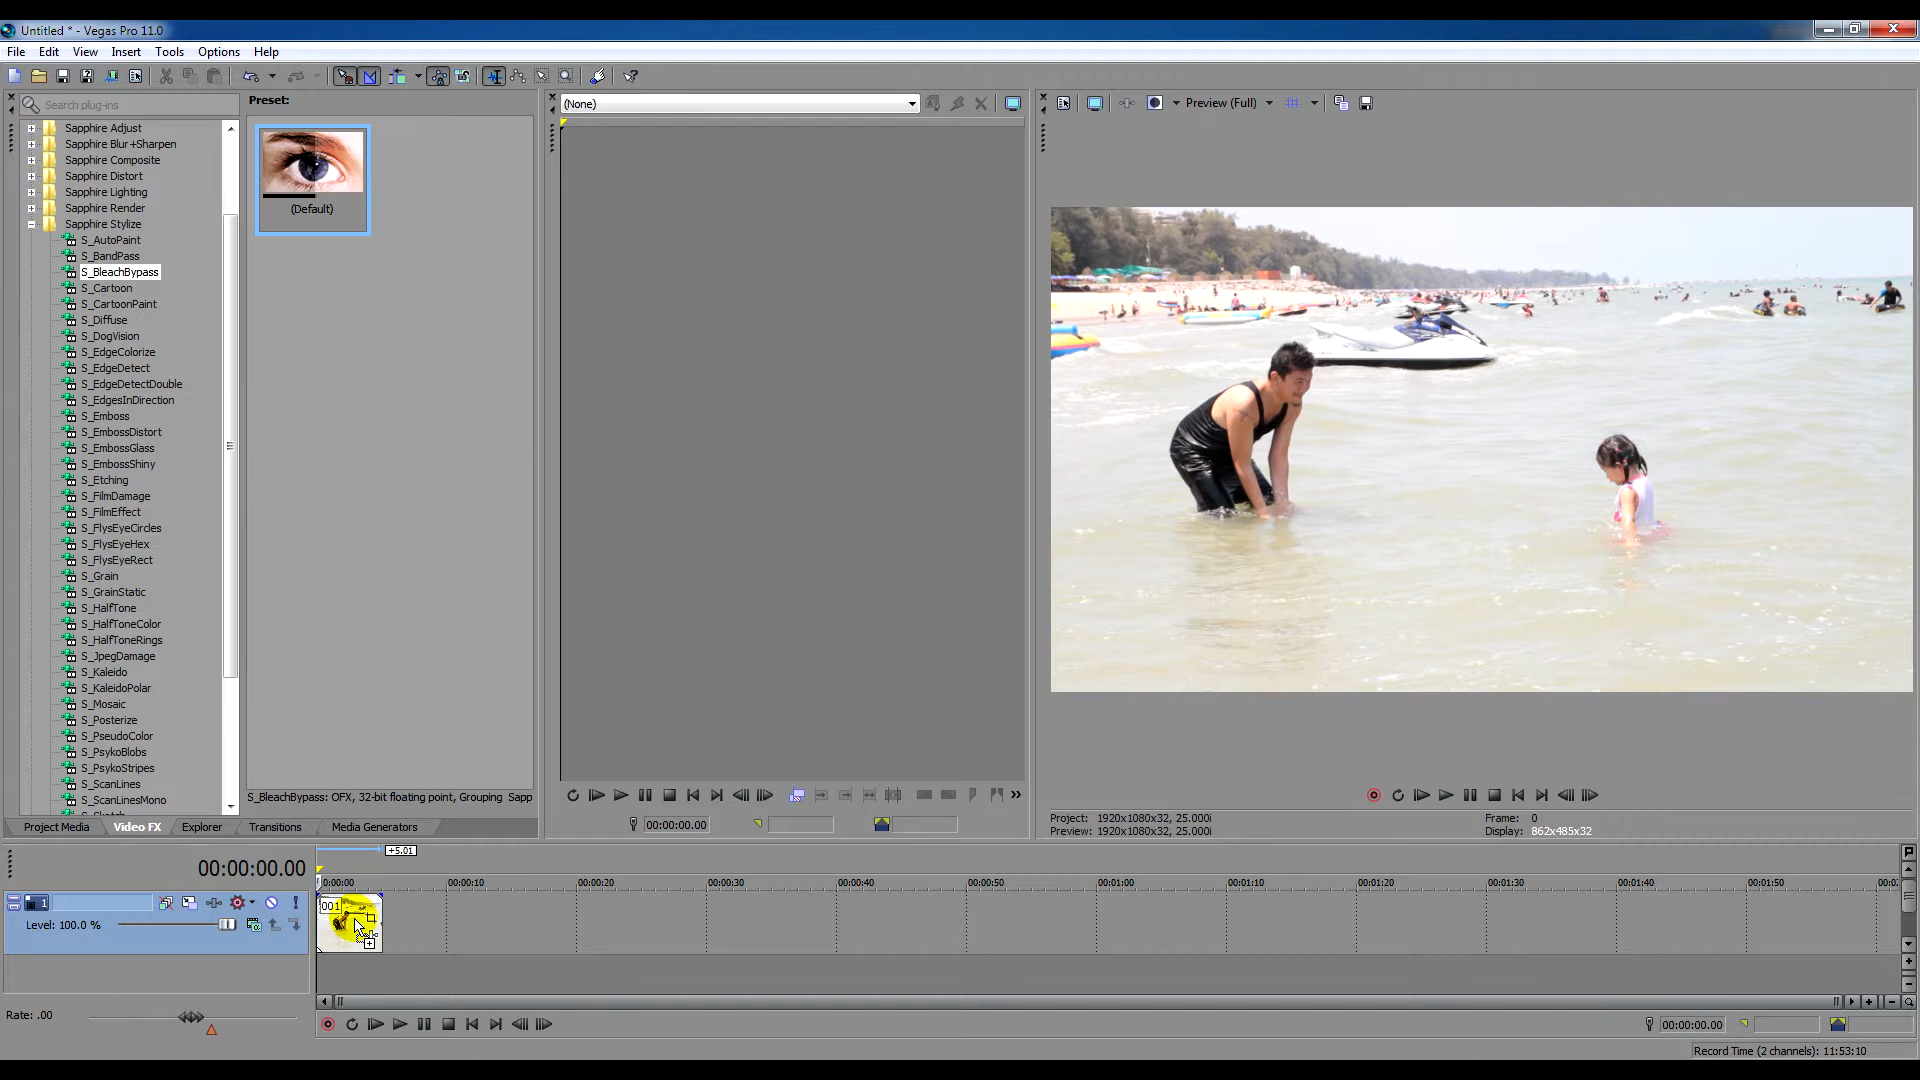 Untitled * - Vegas Pro 11.0
File Edit View Insert Tools Options Help
Search plug-ins
Sapphire Adjust
Sapphire Blur+Sharpen
Sapphire Composite
Sapphire Distort
Sapphire Lighting
Sapphire Render
Sapphire Stylize
S_AutoPaint
S_BandPass
S_BleachBypass
S_Cartoon
S_CartoonPaint
S_Diffuse
S_DogVision
S_EdgeColorize
S_EdgeDetect
S_EdgeDetectDouble
S_EdgesInDirection
S_Emboss
S_EmbossDistort
S_EmbossGlass
S_EmbossShiny
S_Etching
S_FilmDamage
S_FilmEffect
S_FlysEyeCircles
S_FlysEyeHex
S_FlysEyeRect
S_Grain
S_GrainStatic
S_HalfTone
S_HalfToneColor
S_HalfToneRings
S_JpegDamage
S_Kaleido
S_KaleidoPolar
S_Mosaic
S_Posterize
S_PseudoColor
S_PsykoBlobs
S_PsykoStripes
S_ScanLines
S_ScanLinesMono
Preset:
(Default)
S_BleachBypass: OFX, 32-bit floating point, Grouping Sapp
Project Media Video FX Explorer Transitions Media Generators
(None)
00:00:00.00
Preview (Full)
Project: 1920x1080x32, 25.000i
Preview: 1920x1080x32, 25.000i
Frame: 0
Display: 862x485x32
00:00:00.00
+5.01
0:00:00 00:00:10 00:00:20 00:00:30 00:00:40 00:00:50 00:01:00 00:01:10 00:01:20 00:01:30 00:01:40 00:01:50 00:0
1
Level: 100.0 %
001
Rate: .00
00:00:00.00
Record Time (2 channels): 11:53:10